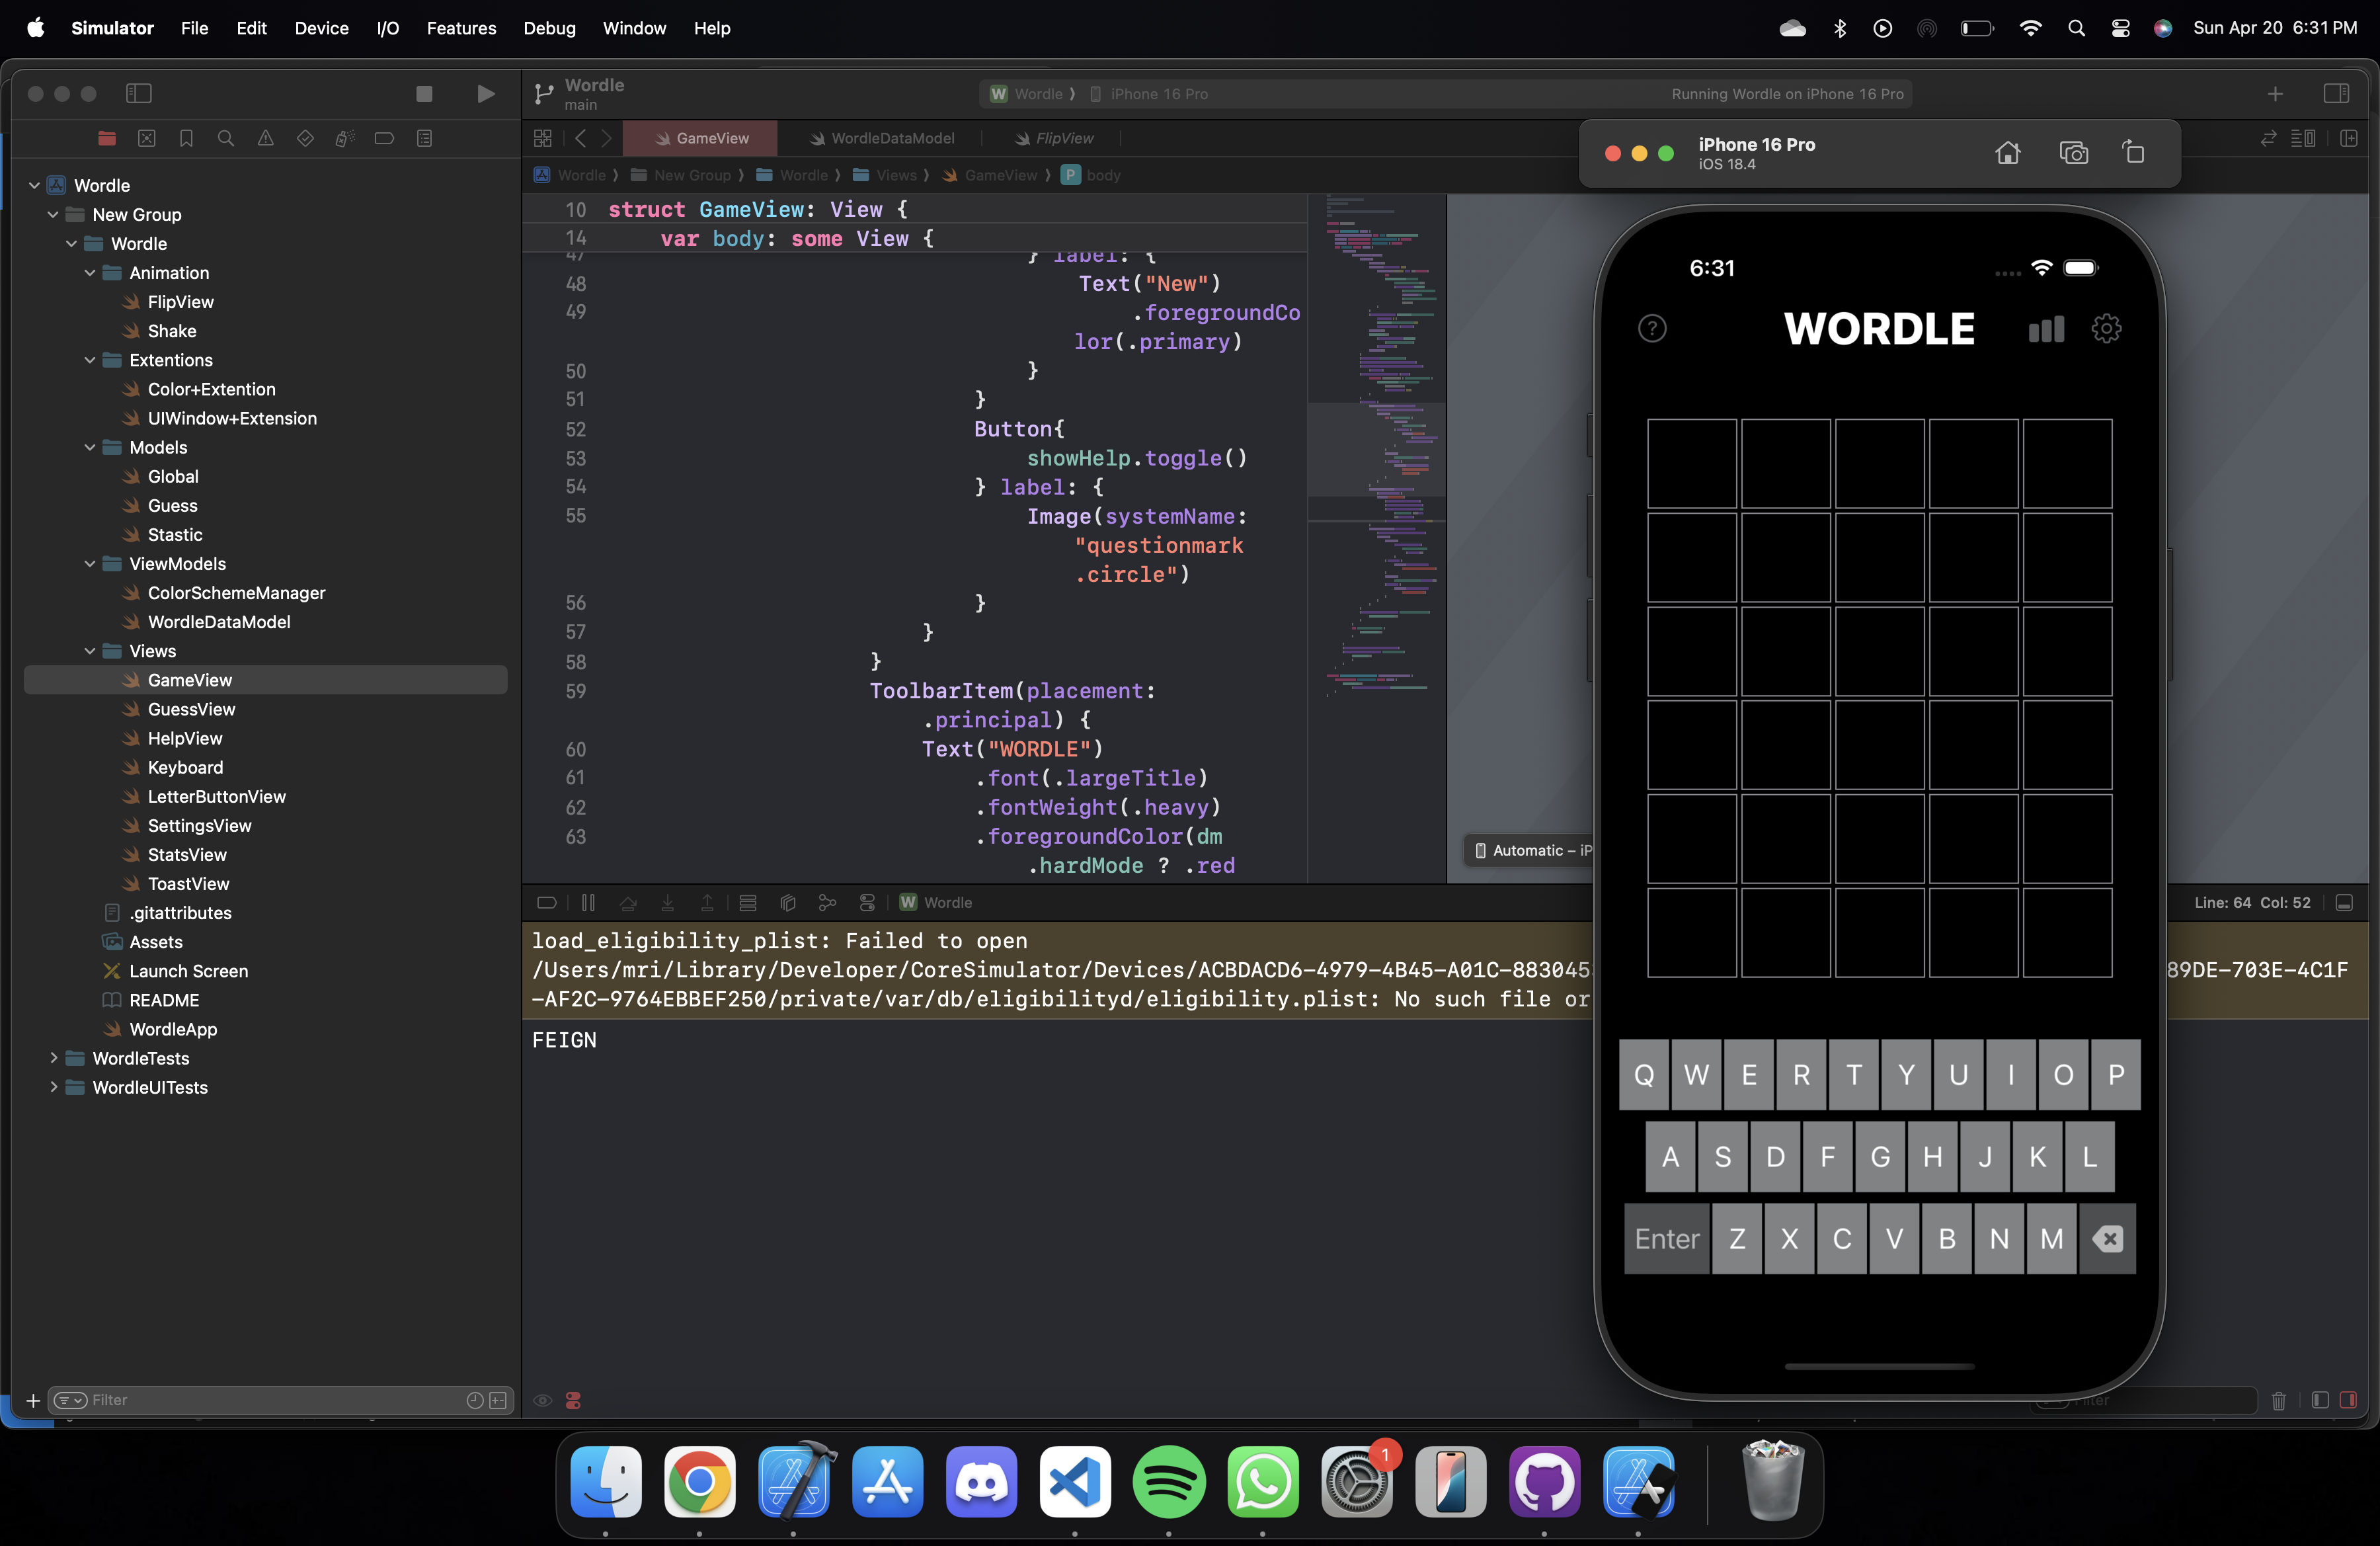 Simulator File Edit Device I/O Features Debug Window Help Sun Apr 20 6:31 PM
Wordle
main
W Wordle iPhone 16 Pro Running Wordle on iPhone 16 Pro
GameView WordleDataModel FlipView
Wordle New Group Wordle Views GameView P body
Wordle
New Group
Wordle
Animation
FlipView
Shake
Extentions
Color+Extention
UIWindow+Extension
Models
Global
Guess
Stastic
ViewModels
ColorSchemeManager
WordleDataModel
Views
GameView
GuessView
HelpView
Keyboard
LetterButtonView
SettingsView
StatsView
ToastView
.gitattributes
Assets
Launch Screen
README
WordleApp
WordleTests
WordleUITests
Filter
10 struct GameView: View {
14 var body: some View {
47 } label: {
48 Text("New")
49 .foregroundCo
lor(.primary)
50 }
51 }
52 Button{
53 showHelp.toggle()
54 } label: {
55 Image(systemName:
"questionmark
.circle")
56 }
57 }
58 }
59 ToolbarItem(placement:
.principal) {
60 Text("WORDLE")
61 .font(.largeTitle)
62 .fontWeight(.heavy)
63 .foregroundColor(dm
.hardMode ? .red
Automatic – iP
W Wordle
Line: 64 Col: 52
load_eligibility_plist: Failed to open
/Users/mri/Library/Developer/CoreSimulator/Devices/ACBDACD6-4979-4B45-A01C-883045 89DE-703E-4C1F
-AF2C-9764EBBEF250/private/var/db/eligibilityd/eligibility.plist: No such file or
FEIGN
Filter
iPhone 16 Pro
iOS 18.4
6:31
? WORDLE
Q W E R T Y U I O P
A S D F G H J K L
Enter Z X C V B N M
1